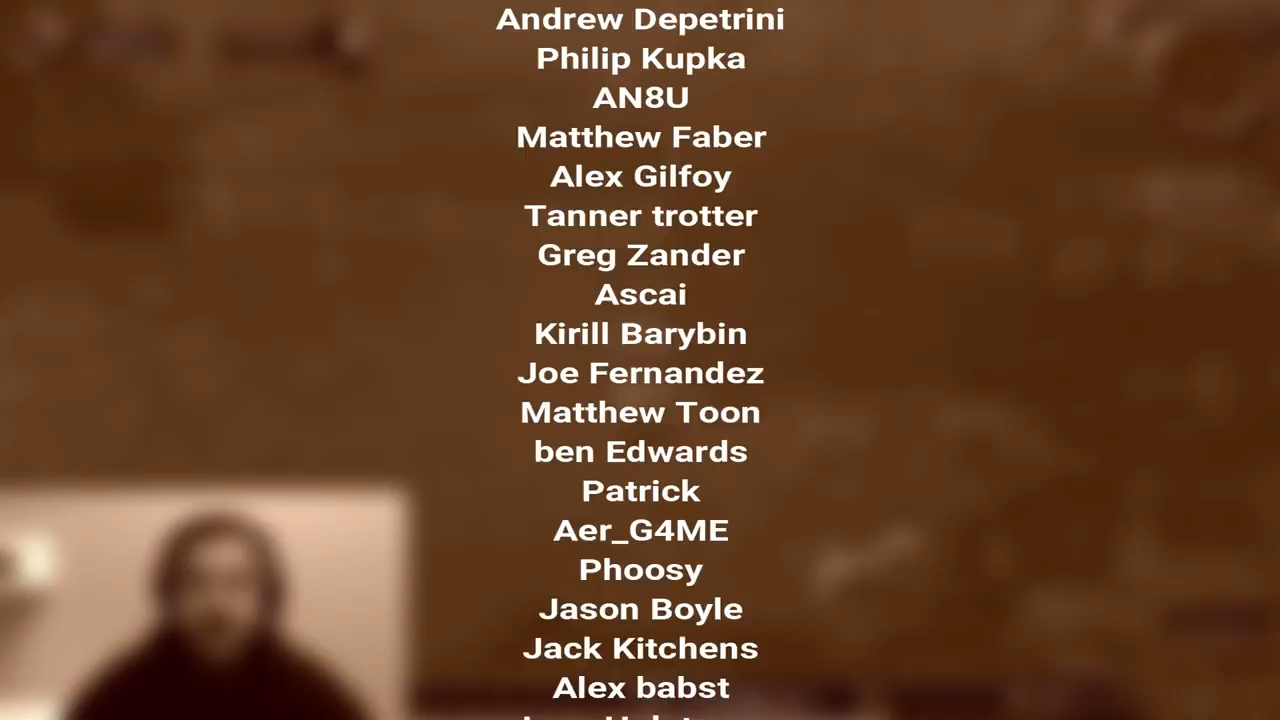 Andrew Depetrini
Philip Kupka
AN8U
Matthew Faber
Alex Gilfoy
Tanner trotter
Greg Zander
Ascai
Kirill Barybin
Joe Fernandez
Matthew Toon
ben Edwards
Patrick
Aer_G4ME
Phoosy
Jason Boyle
Jack Kitchens
Alex babst